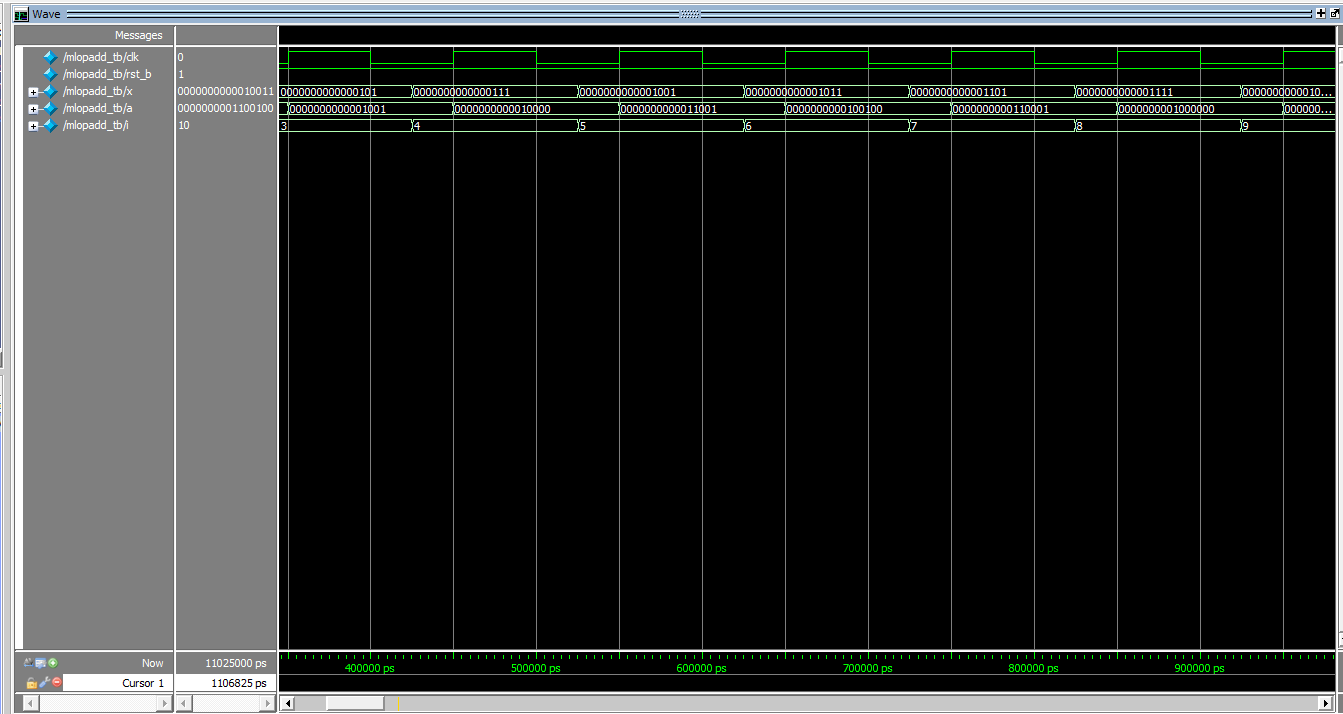 Wave
Messages
/mlopadd_tb/clk 0
/mlopadd_tb/rst_b 1
/mlopadd_tb/x 0000000000010011 0000000000000101 0000000000000111 0000000000001001 0000000000001011 0000000000001101 0000000000001111 00000000000010...
/mlopadd_tb/a 0000000001100100 0000000000001001 0000000000010000 0000000000011001 0000000000100100 0000000000110001 0000000001000000 000000...
/mlopadd_tb/i 10 3 4 5 6 7 8 9
Now 11025000 ps 400000 ps 500000 ps 600000 ps 700000 ps 800000 ps 900000 ps
Cursor 1 1106825 ps